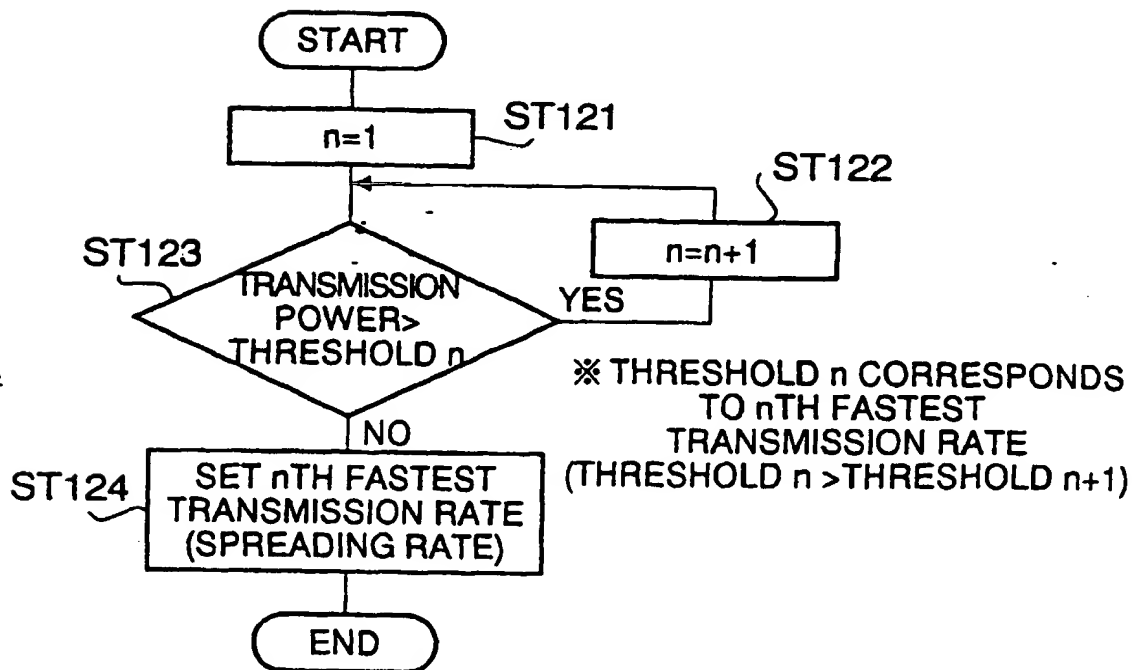 START
n=1
ST121
ST122
n=n+1
ST123
TRANSMISSION
POWER>
THRESHOLD n
YES
※ THRESHOLD n CORRESPONDS
TO nTH FASTEST
TRANSMISSION RATE
(THRESHOLD n >THRESHOLD n+1)
NO
ST124
SET nTH FASTEST
TRANSMISSION RATE
(SPREADING RATE)
END